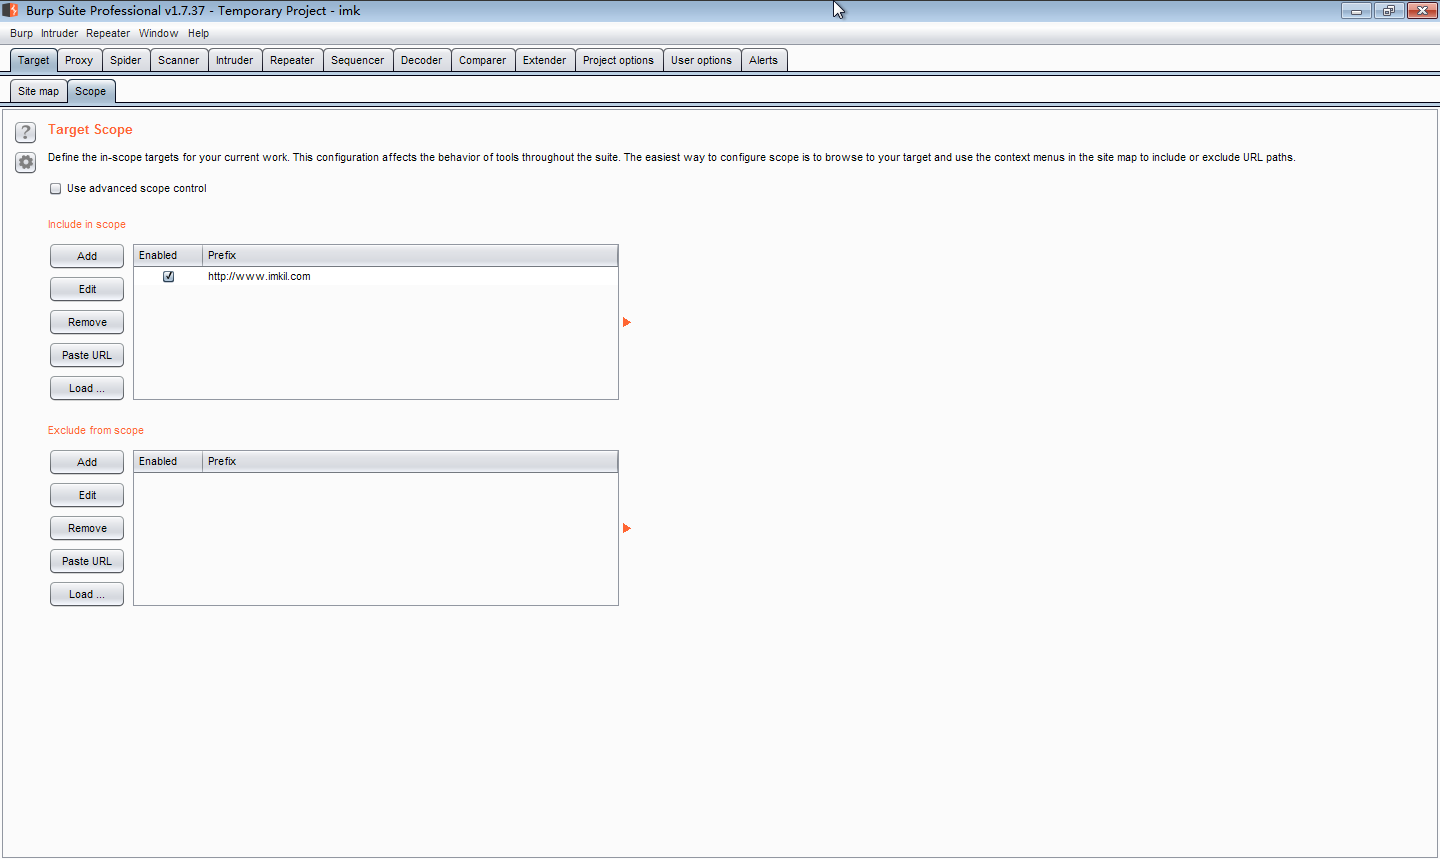 Burp Suite Professional v1.7.37 - Temporary Project - imk
Burp Intruder Repeater Window Help
Target Proxy Spider Scanner Intruder Repeater Sequencer Decoder Comparer Extender Project options User options Alerts
Site map Scope
? Target Scope
Define the in-scope targets for your current work. This configuration affects the behavior of tools throughout the suite. The easiest way to configure scope is to browse to your target and use the context menus in the site map to include or exclude URL paths.
Use advanced scope control
Include in scope
Add Enabled Prefix
http://www.imkil.com
Edit
Remove
Paste URL
Load ...
Exclude from scope
Add Enabled Prefix
Edit
Remove
Paste URL
Load ...